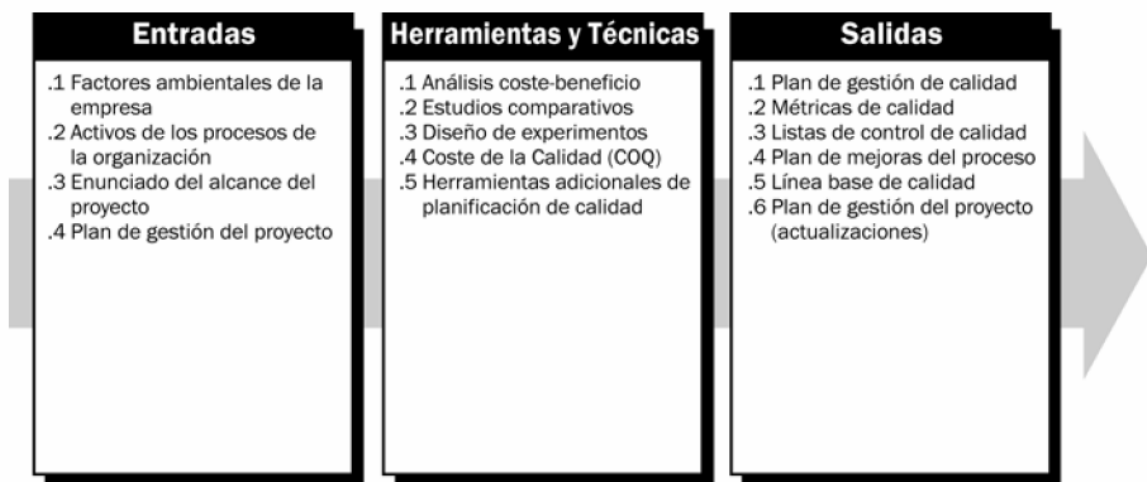 Entradas
.1 Factores ambientales de la
empresa
.2 Activos de los procesos de
la organización
.3 Enunciado del alcance del
proyecto
.4 Plan de gestión del proyecto
Herramientas y Técnicas
.1 Análisis coste-beneficio
.2 Estudios comparativos
.3 Diseño de experimentos
.4 Coste de la Calidad (COQ)
.5 Herramientas adicionales de
planificación de calidad
Salidas
.1 Plan de gestión de calidad
.2 Métricas de calidad
.3 Listas de control de calidad
.4 Plan de mejoras del proceso
.5 Línea base de calidad
.6 Plan de gestión del proyecto
(actualizaciones)